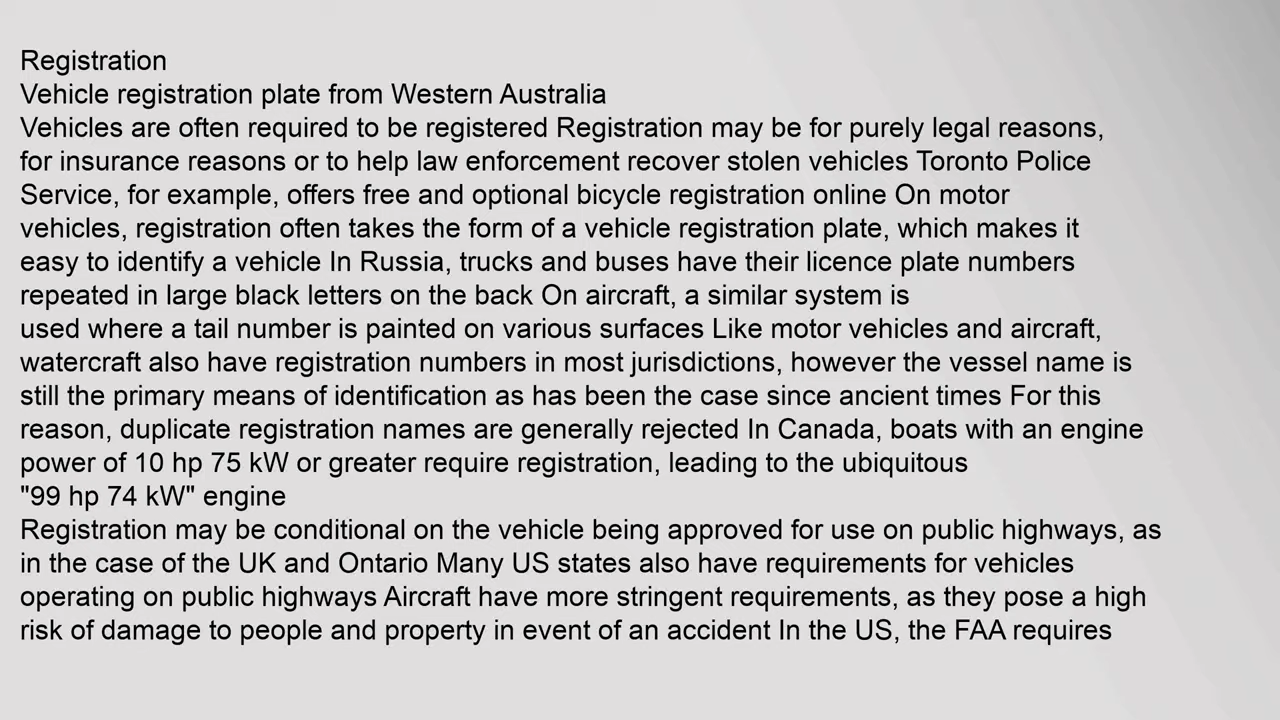 Registration
Vehicle registration plate from Western Australia
Vehicles are often required to be registered Registration may be for purely legal reasons,
for insurance reasons or to help law enforcement recover stolen vehicles Toronto Police
Service, for example, offers free and optional bicycle registration online On motor
vehicles, registration often takes the form of a vehicle registration plate, which makes it
easy to identify a vehicle In Russia, trucks and buses have their licence plate numbers
repeated in large black letters on the back On aircraft, a similar system is
used where a tail number is painted on various surfaces Like motor vehicles and aircraft,
watercraft also have registration numbers in most jurisdictions, however the vessel name is
still the primary means of identification as has been the case since ancient times For this
reason, duplicate registration names are generally rejected In Canada, boats with an engine
power of 10 hp 75 kW or greater require registration, leading to the ubiquitous
"99 hp 74 kW" engine
Registration may be conditional on the vehicle being approved for use on public highways, as
in the case of the UK and Ontario Many US states also have requirements for vehicles
operating on public highways Aircraft have more stringent requirements, as they pose a high
risk of damage to people and property in event of an accident In the US, the FAA requires